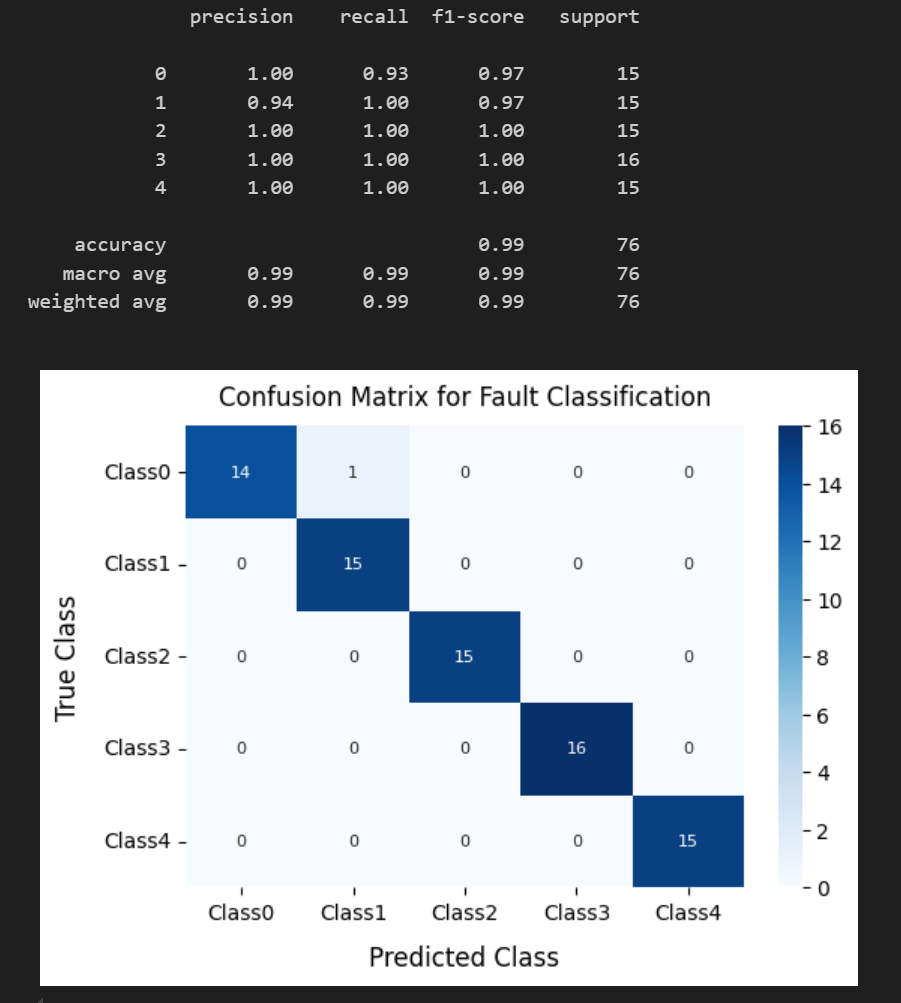 precision recall f1-score support
0 1.00 0.93 0.97 15
1 0.94 1.00 0.97 15
2 1.00 1.00 1.00 15
3 1.00 1.00 1.00 16
4 1.00 1.00 1.00 15
accuracy 0.99 76
macro avg 0.99 0.99 0.99 76
weighted avg 0.99 0.99 0.99 76
Confusion Matrix for Fault Classification
True Class
Class0 14 1 0 0 0
Class1 0 15 0 0 0
Class2 0 0 15 0 0
Class3 0 0 0 16 0
Class4 0 0 0 0 15
Class0 Class1 Class2 Class3 Class4
Predicted Class
16
14
12
10
8
6
4
2
0